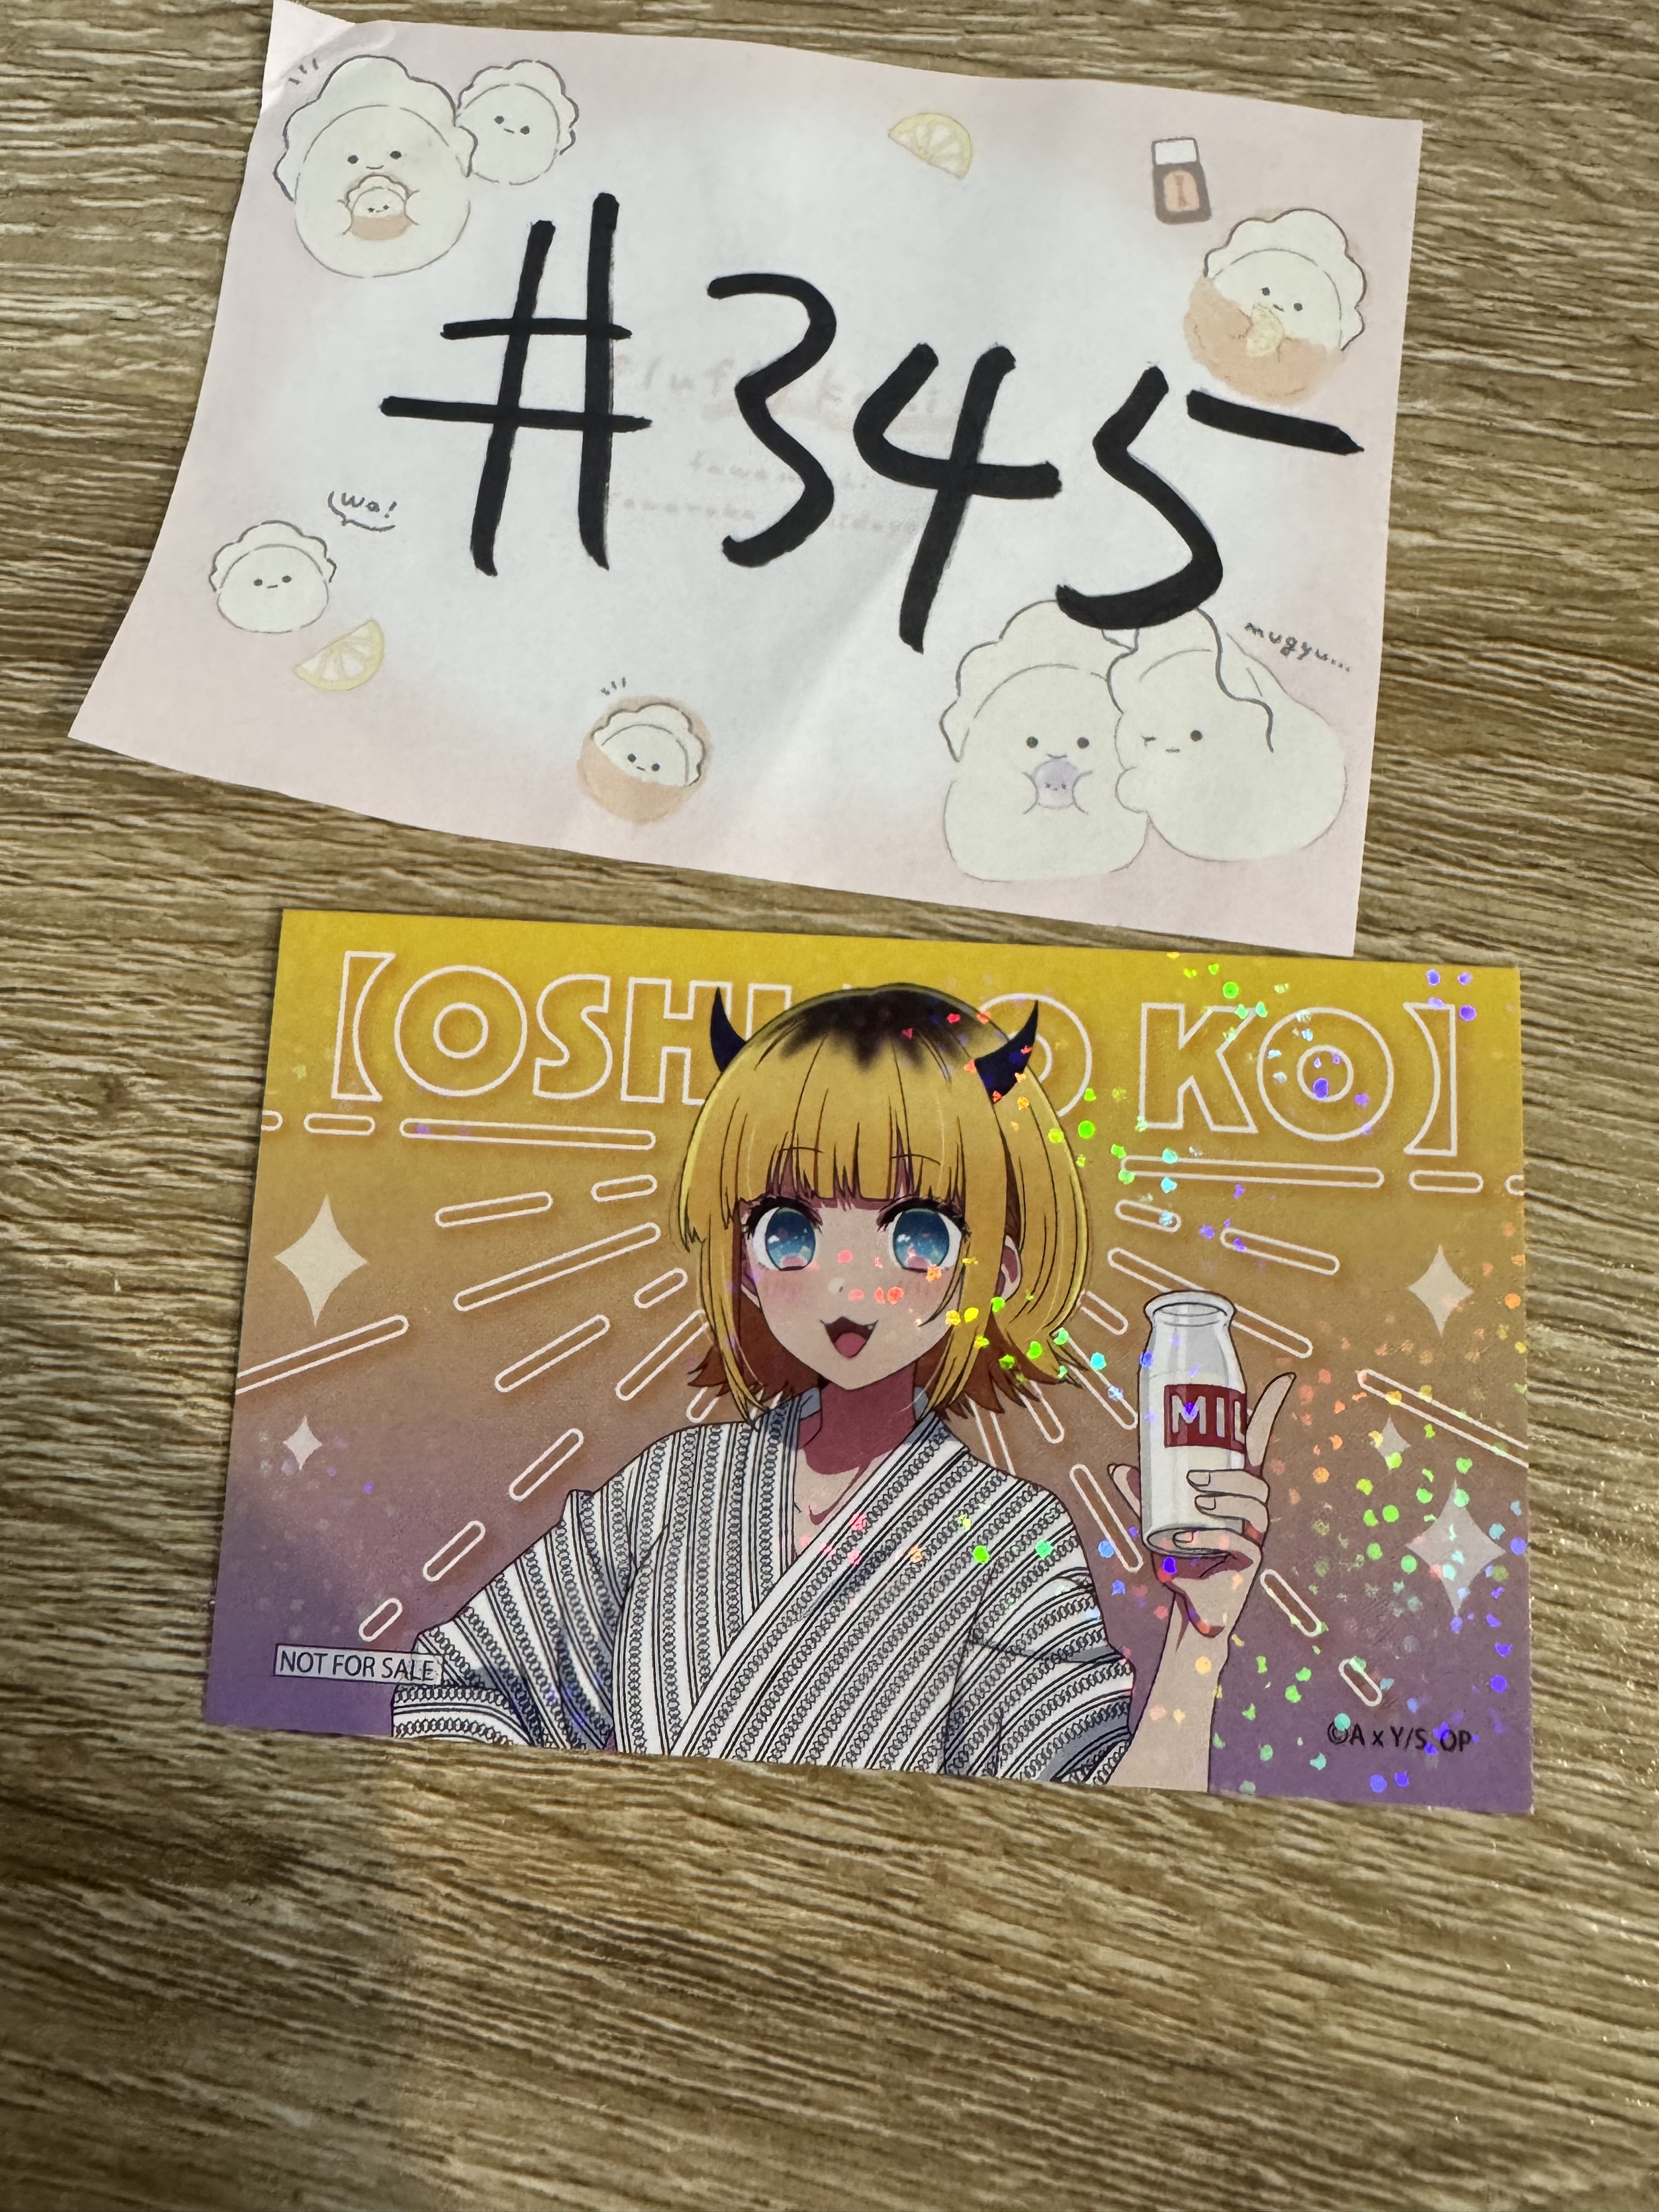 #345
wa!
mugyu...
【OSHI NO KO】
MIL
NOT FOR SALE
©A x Y/S, OP